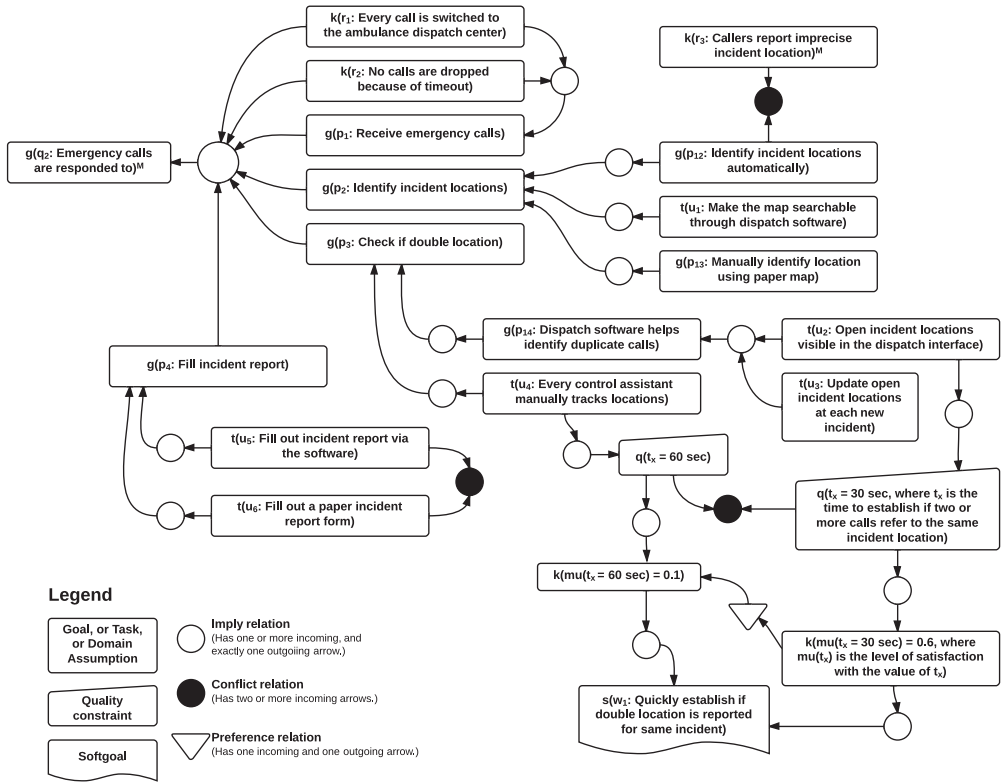 k(r₁: Every call is switched to
the ambulance dispatch center)
k(r₂: No calls are dropped
because of timeout)
g(p₁: Receive emergency calls)
g(q₂: Emergency calls
are responded to)ᴹ
g(p₂: Identify incident locations)
g(p₃: Check if double location)
k(r₃: Callers report imprecise
incident location)ᴹ
g(p₁₂: Identify incident locations
automatically)
t(u₁: Make the map searchable
through dispatch software)
g(p₁₃: Manually identify location
using paper map)
g(p₁₄: Dispatch software helps
identify duplicate calls)
t(u₂: Open incident locations
visible in the dispatch interface)
g(p₄: Fill incident report)
t(u₄: Every control assistant
manually tracks locations)
t(u₃: Update open
incident locations
at each new
incident)
t(u₅: Fill out incident report via
the software)
q(tₓ = 60 sec)
t(u₆: Fill out a paper incident
report form)
q(tₓ = 30 sec, where tₓ is the
time to establish if two or
more calls refer to the same
incident location)
k(mu(tₓ = 60 sec) = 0.1)
k(mu(tₓ = 30 sec) = 0.6, where
mu(tₓ) is the level of satisfaction
with the value of tₓ)
s(w₁: Quickly establish if
double location is reported
for same incident)
Legend
Goal, or Task,
or Domain
Assumption
Imply relation
(Has one or more incoming, and
exactly one outgoiing arrow.)
Quality
constraint
Conflict relation
(Has two or more incoming arrows.)
Softgoal
Preference relation
(Has one incoming and one outgoing arrow.)